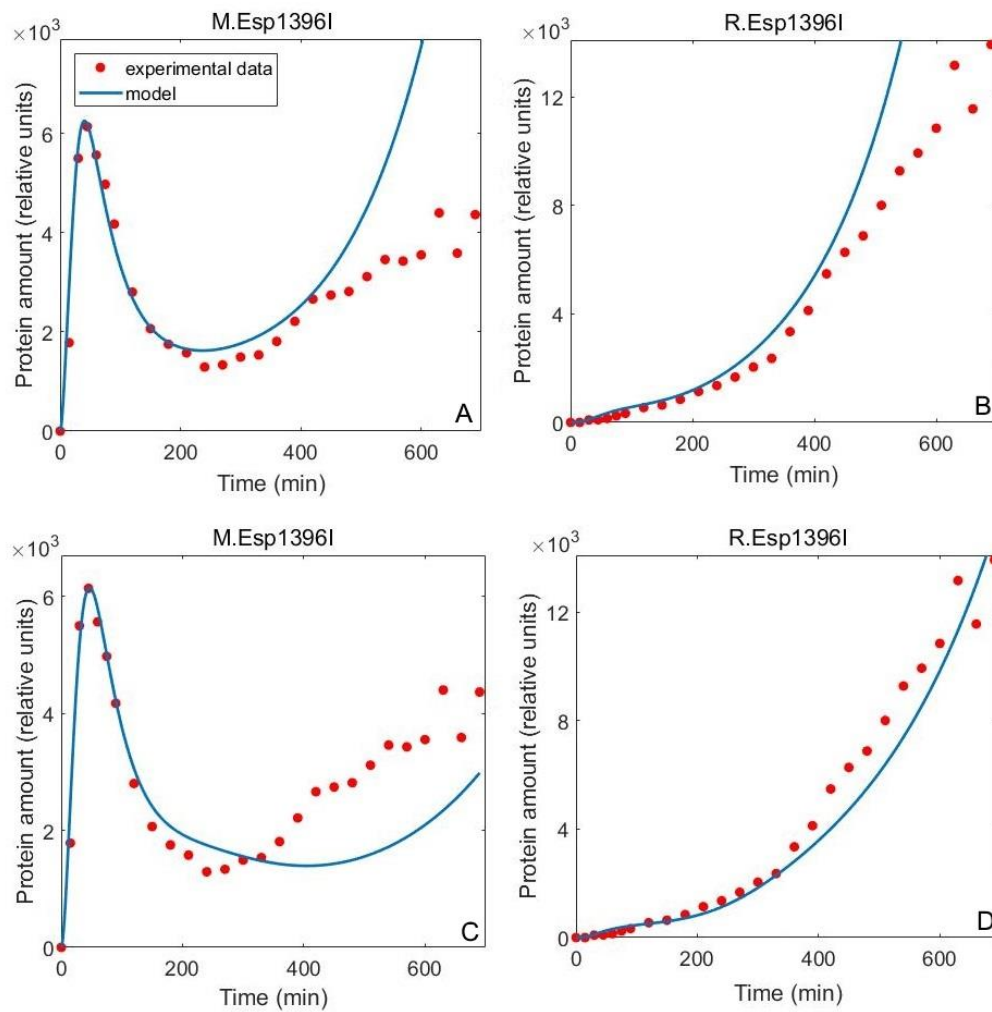 M.Esp1396I
×10³
experimental data
model
Protein amount (relative units)
6
4
2
0
0
200
400
600
Time (min)
A
R.Esp1396I
×10³
Protein amount (relative units)
12
8
4
0
0
200
400
600
Time (min)
B
M.Esp1396I
×10³
Protein amount (relative units)
6
4
2
0
0
200
400
600
Time (min)
C
R.Esp1396I
×10³
Protein amount (relative units)
12
8
4
0
0
200
400
600
Time (min)
D